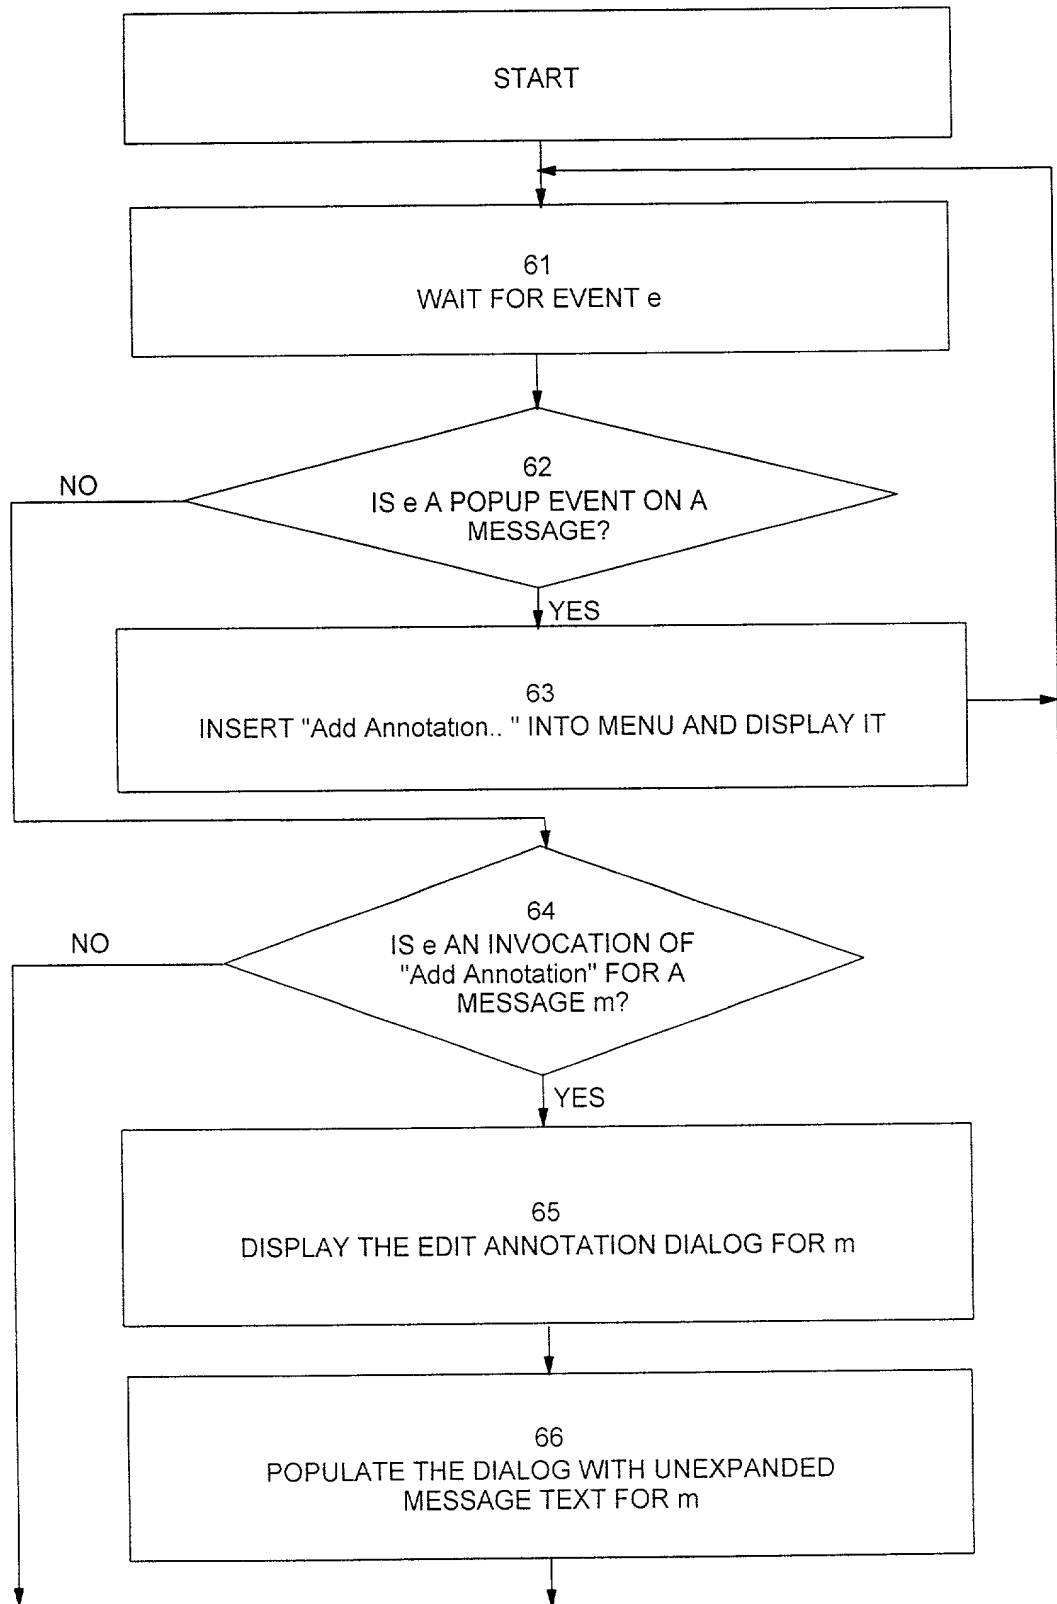 START
61
WAIT FOR EVENT e
62
IS e A POPUP EVENT ON A
MESSAGE?
NO
YES
63
INSERT "Add Annotation.. " INTO MENU AND DISPLAY IT
64
IS e AN INVOCATION OF
"Add Annotation" FOR A
MESSAGE m?
NO
YES
65
DISPLAY THE EDIT ANNOTATION DIALOG FOR m
66
POPULATE THE DIALOG WITH UNEXPANDED
MESSAGE TEXT FOR m